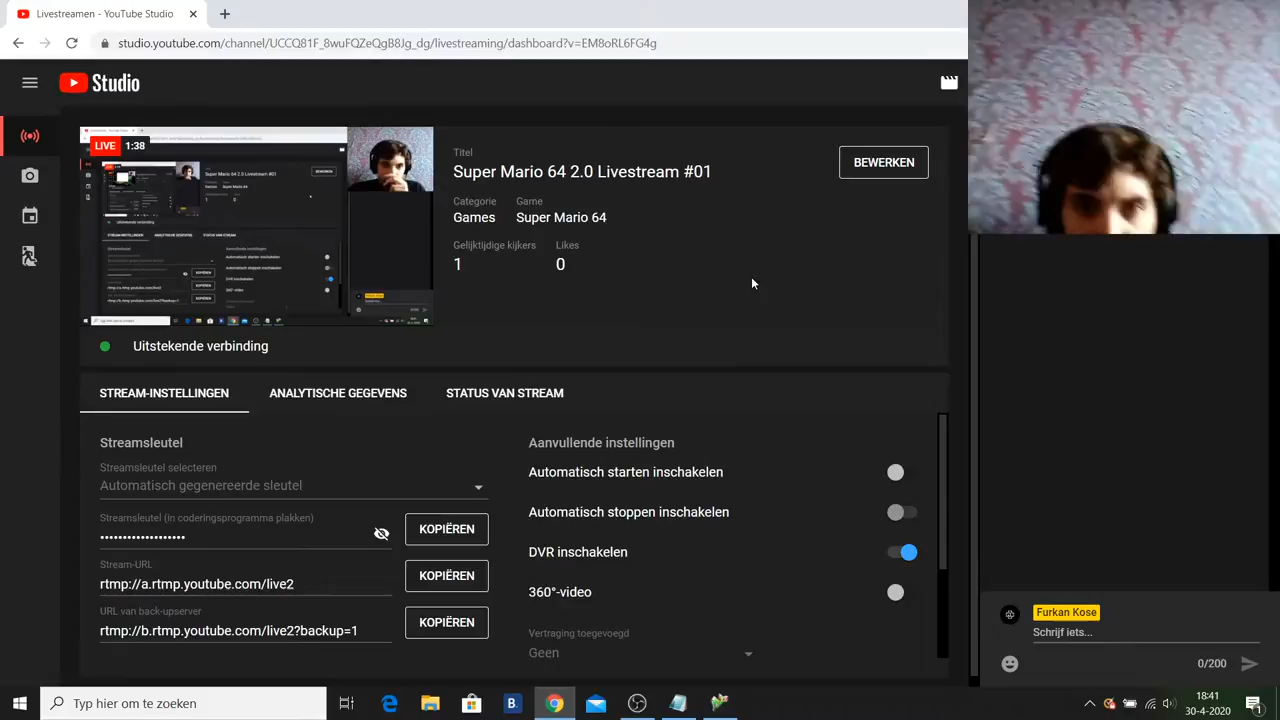 Livestreamen - YouTube Studio
studio.youtube.com/channel/UCCQ81F_8wuFQZeQgB8Jg_dg/livestreaming/dashboard?v=EM8oRL6FG4g
Studio
LIVE 1:38
Titel
Super Mario 64 2.0 Livestream #01
BEWERKEN
Categorie Game
Games Super Mario 64
Gelijktijdige kijkers Likes
1 0
Uitstekende verbinding
STREAM-INSTELLINGEN ANALYTISCHE GEGEVENS STATUS VAN STREAM
Streamsleutel
Streamsleutel selecteren
Automatisch gegenereerde sleutel
Streamsleutel (in coderingsprogramma plakken)
••••••••••••••••••• KOPIËREN
Stream-URL
rtmp://a.rtmp.youtube.com/live2 KOPIËREN
URL van back-upserver
rtmp://b.rtmp.youtube.com/live2?backup=1 KOPIËREN
Aanvullende instellingen
Automatisch starten inschakelen
Automatisch stoppen inschakelen
DVR inschakelen
360°-video
Vertraging toegevoegd
Geen
Furkan Kose
Schrijf iets...
0/200
Typ hier om te zoeken
18:41
30-4-2020